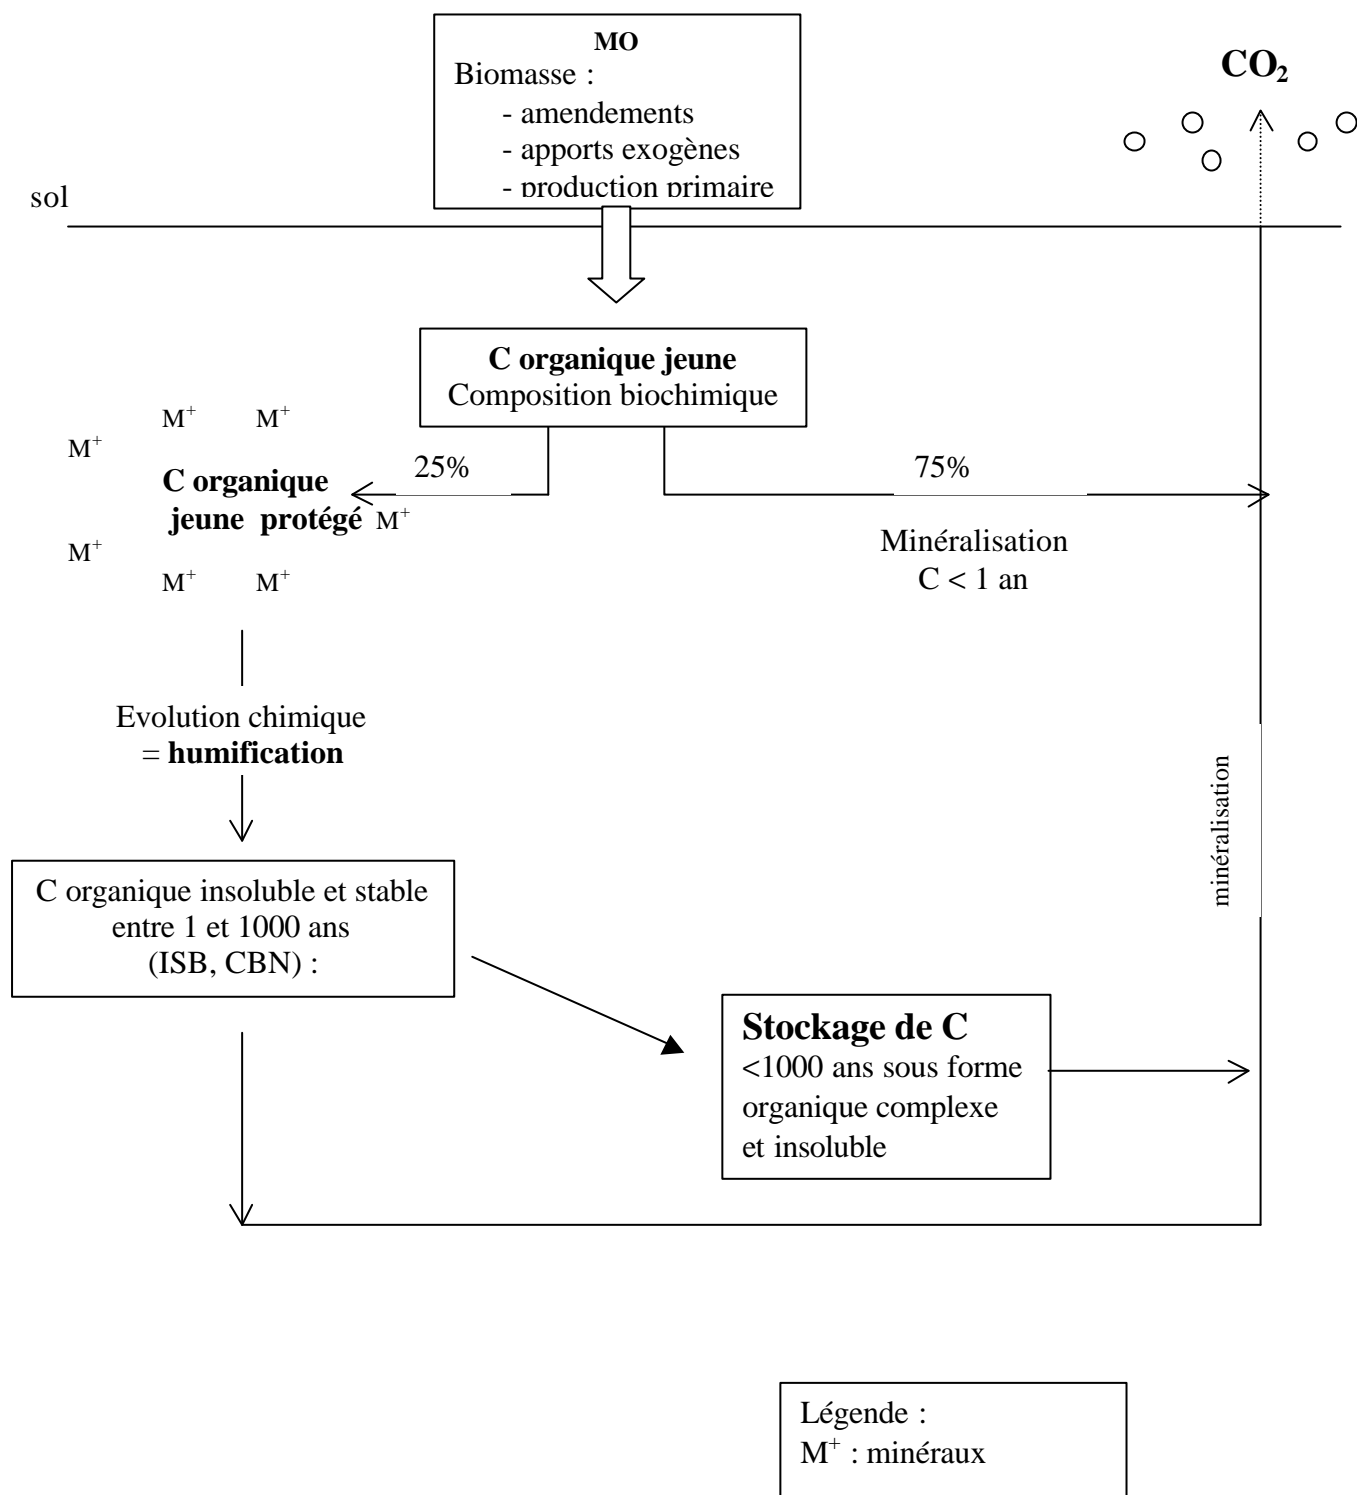 MO
Biomasse :
- amendements
- apports exogènes
- production primaire
CO₂
sol
C organique jeune
Composition biochimique
M⁺ M⁺
M⁺
25%
75%
C organique
jeune protégé M⁺
M⁺
M⁺ M⁺
Minéralisation
C < 1 an
Evolution chimique
= humification
minéralisation
C organique insoluble et stable
entre 1 et 1000 ans
(ISB, CBN) :
Stockage de C
<1000 ans sous forme
organique complexe
et insoluble
Légende :
M⁺ : minéraux